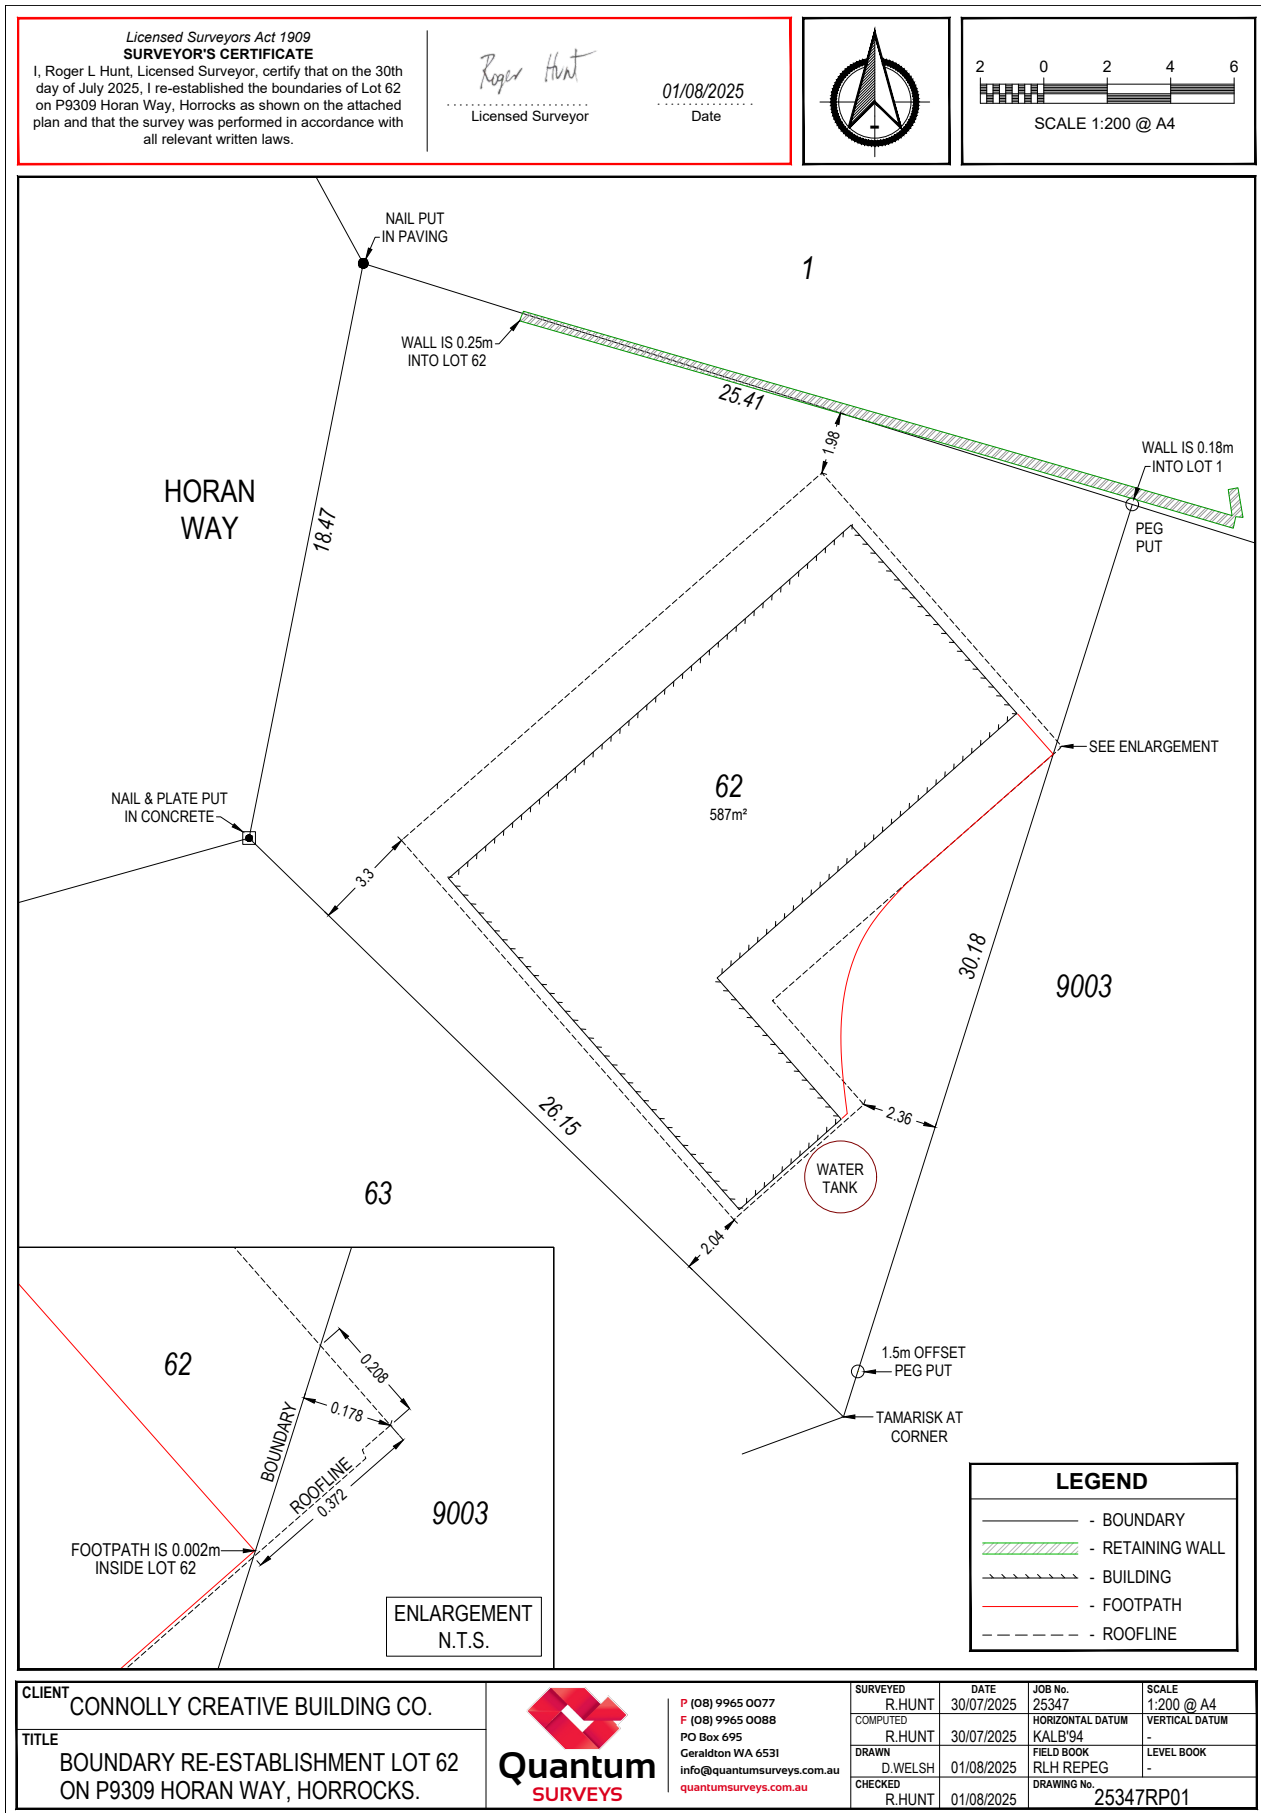 Licensed Surveyors Act 1909
SURVEYOR'S CERTIFICATE
I, Roger L Hunt, Licensed Surveyor, certify that on the 30th
day of July 2025, I re-established the boundaries of Lot 62
on P9309 Horan Way, Horrocks as shown on the attached
plan and that the survey was performed in accordance with
all relevant written laws.
Roger Hunt
Licensed Surveyor
01/08/2025
Date
2 0 2 4 6
SCALE 1:200 @ A4
NAIL PUT
IN PAVING
1
WALL IS 0.25m
INTO LOT 62
25.41
1.98
WALL IS 0.18m
INTO LOT 1
PEG
PUT
HORAN
WAY
18.47
SEE ENLARGEMENT
62
587m²
NAIL & PLATE PUT
IN CONCRETE
3.3
30.18
9003
26.15
2.36
WATER
TANK
63
2.04
1.5m OFFSET
PEG PUT
TAMARISK AT
CORNER
62
0.208
0.178
BOUNDARY
ROOFLINE
0.372
9003
FOOTPATH IS 0.002m
INSIDE LOT 62
ENLARGEMENT
N.T.S.
LEGEND
- BOUNDARY
- RETAINING WALL
- BUILDING
- FOOTPATH
- ROOFLINE
CLIENT
CONNOLLY CREATIVE BUILDING CO.
TITLE
BOUNDARY RE-ESTABLISHMENT LOT 62
ON P9309 HORAN WAY, HORROCKS.
Quantum
SURVEYS
P (08) 9965 0077
F (08) 9965 0088
PO Box 695
Geraldton WA 6531
info@quantumsurveys.com.au
quantumsurveys.com.au
SURVEYED DATE JOB No. SCALE
R.HUNT 30/07/2025 25347 1:200 @ A4
COMPUTED HORIZONTAL DATUM VERTICAL DATUM
R.HUNT 30/07/2025 KALB'94 -
DRAWN FIELD BOOK LEVEL BOOK
D.WELSH 01/08/2025 RLH REPEG -
CHECKED DRAWING No.
R.HUNT 01/08/2025 25347RP01